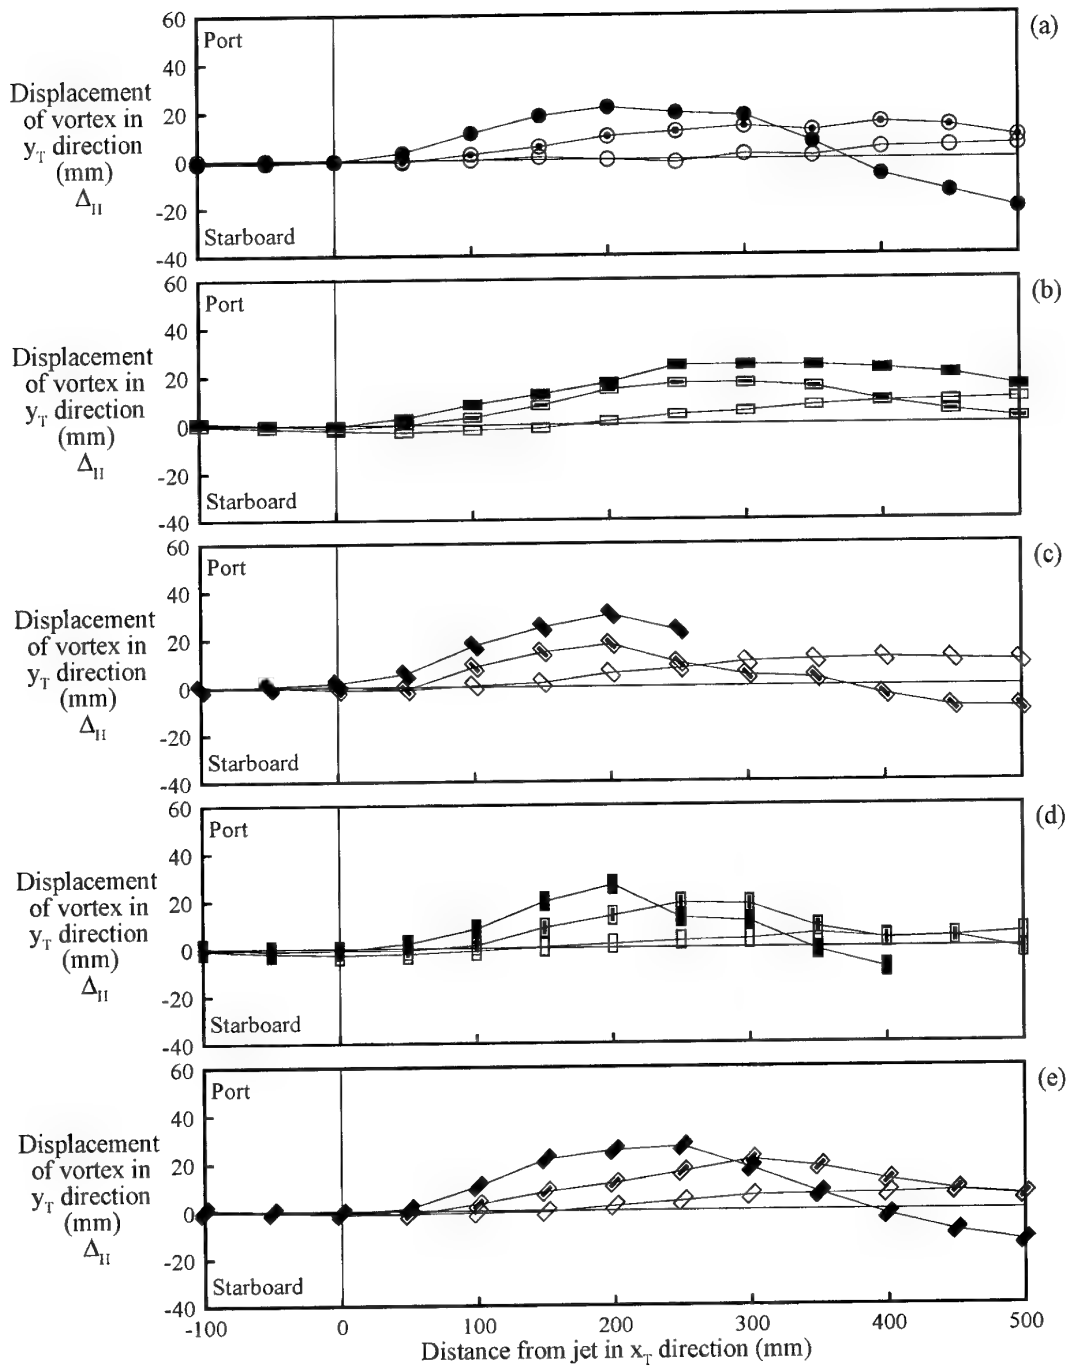 60
Port
(a)
40
Displacement
of vortex in
y_T direction
(mm)
Δ_H
20
0
-20
Starboard
-40
60
Port
(b)
40
Displacement
of vortex in
y_T direction
(mm)
Δ_H
20
0
-20
Starboard
-40
60
Port
(c)
40
Displacement
of vortex in
y_T direction
(mm)
Δ_H
20
0
-20
Starboard
-40
60
Port
(d)
40
Displacement
of vortex in
y_T direction
(mm)
Δ_H
20
0
-20
Starboard
-40
60
Port
(e)
40
Displacement
of vortex in
y_T direction
(mm)
Δ_H
20
0
-20
Starboard
-40
-100 0 100 200 300 400 500
Distance from jet in x_T direction (mm)